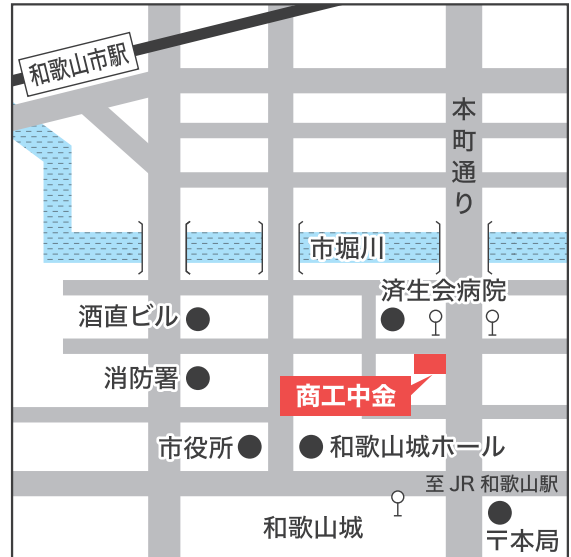 和歌山市駅
本町通り
市堀川
済生会病院
酒直ビル
消防署
商工中金
市役所
和歌山城ホール
至 JR 和歌山駅
和歌山城
〒本局